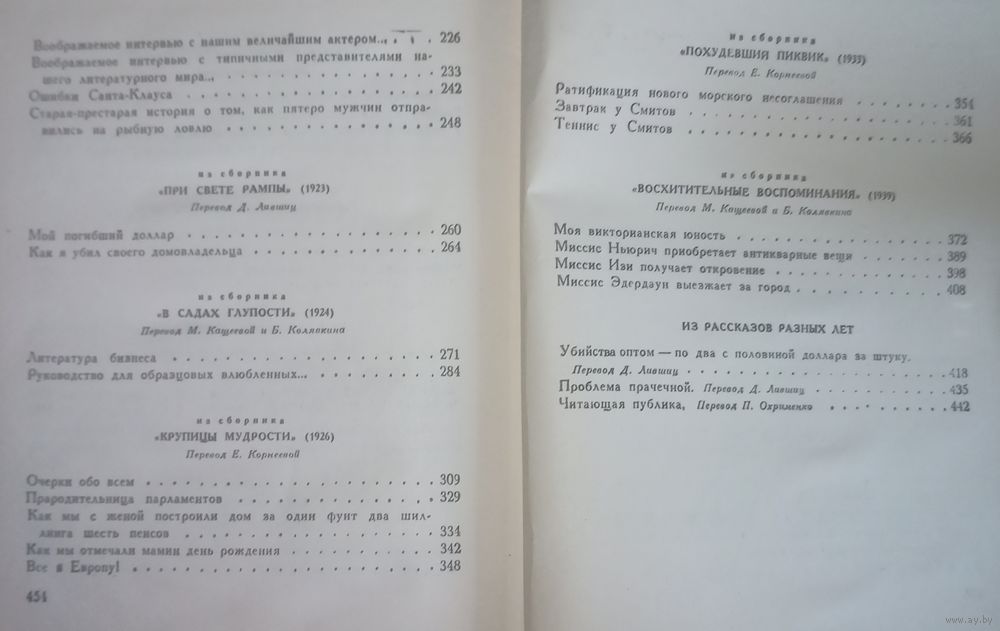 Воображаемое интервью с нашим величайшим актером... 226
Воображаемое интервью с типичными представителями на-
шего литературного мира... 233
Ошибки Санта-Клауса 242
Старая-престарая история о том, как пятеро мужчин отпра-
вились на рыбную ловлю 248
из сборника
«ПРИ СВЕТЕ РАМПЫ» (1923)
Перевод Д. Лившиц
Мой погибший доллар 260
Как я убил своего домовладельца 264
из сборника
«В САДАХ ГЛУПОСТИ» (1924)
Перевод М. Кащеевой и Б. Колявкина
Литература бизнеса 271
Руководство для образцовых влюбленных... 284
из сборника
«КРУПИЦЫ МУДРОСТИ» (1926)
Перевод Е. Корнеевой
Очерки обо всем 309
Прародительница парламентов 329
Как мы с женой построили дом за один фунт два шил-
линга шесть пенсов 334
Как мы отмечали мамин день рождения 342
Все в Европу! 348
454
из сборника
«ПОХУДЕВШИЙ ПИКВИК» (1933)
Перевод Е. Корнеевой
Ратификация нового морского несоглашения 354
Завтрак у Смитов 361
Теннис у Смитов 366
из сборника
«ВОСХИТИТЕЛЬНЫЕ ВОСПОМИНАНИЯ» (1939)
Перевод М. Кащеевой и Б. Колявкина
Моя викторианская юность 372
Миссис Ньюрич приобретает антикварные вещи 389
Миссис Изи получает откровение 398
Миссис Эдердаун выезжает за город 408
ИЗ РАССКАЗОВ РАЗНЫХ ЛЕТ
Убийства оптом — по два с половиной доллара за штуку.
Перевод Д. Лившиц 418
Проблема прачечной. Перевод Д. Лившиц 435
Читающая публика, Перевод П. Охрименко 442
www.ay.by